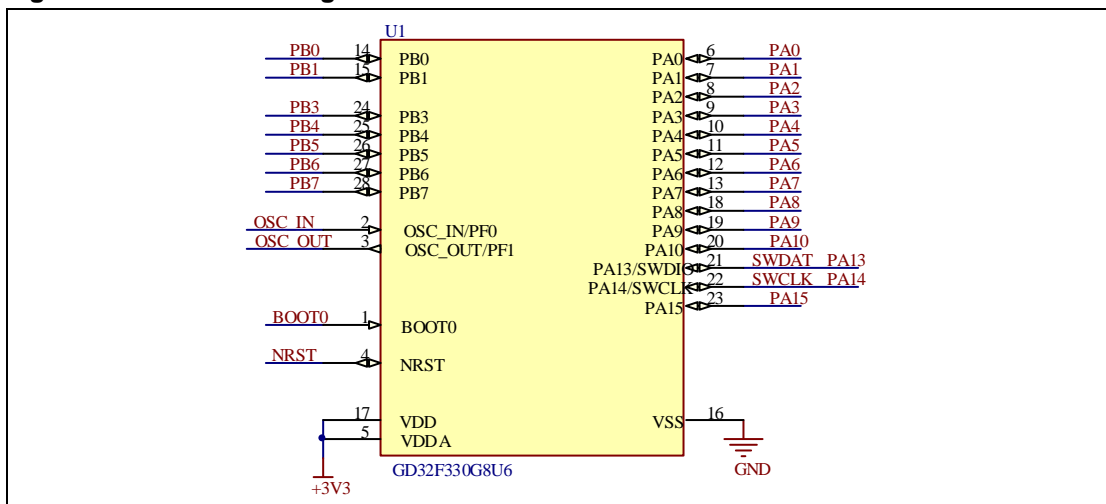 U1
PB0 14 PB0 PA0 6 PA0
PB1 15 PB1 PA1 7 PA1
PA2 8 PA2
PB3 24 PB3 PA3 9 PA3
PB4 25 PB4 PA4 10 PA4
PB5 26 PB5 PA5 11 PA5
PB6 27 PB6 PA6 12 PA6
PB7 28 PB7 PA7 13 PA7
PA8 18 PA8
OSC_IN 2 OSC_IN/PF0 PA9 19 PA9
OSC_OUT 3 OSC_OUT/PF1 PA10 20 PA10
PA13/SWDIO 21 SWDAT PA13
PA14/SWCLK 22 SWCLK PA14
PA15 23 PA15
BOOT0 1 BOOT0
NRST 4 NRST
17 VDD VSS 16
5 VDDA
GD32F330G8U6 GND
+3V3